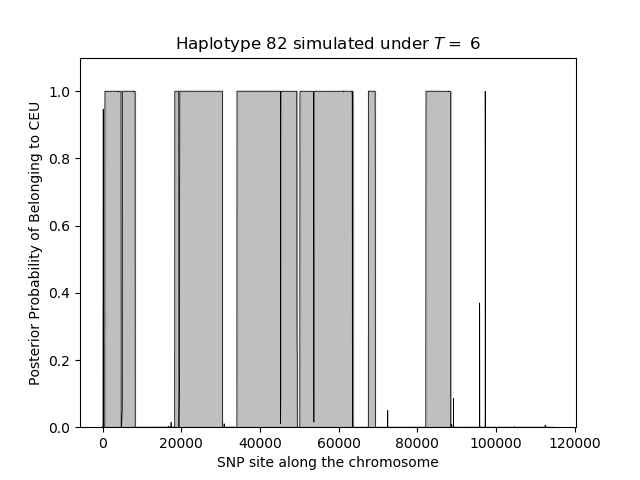 Haplotype 82 simulated under T = 6
Posterior Probability of Belonging to CEU
1.0
0.8
0.6
0.4
0.2
0.0
0 20000 40000 60000 80000 100000 120000
SNP site along the chromosome